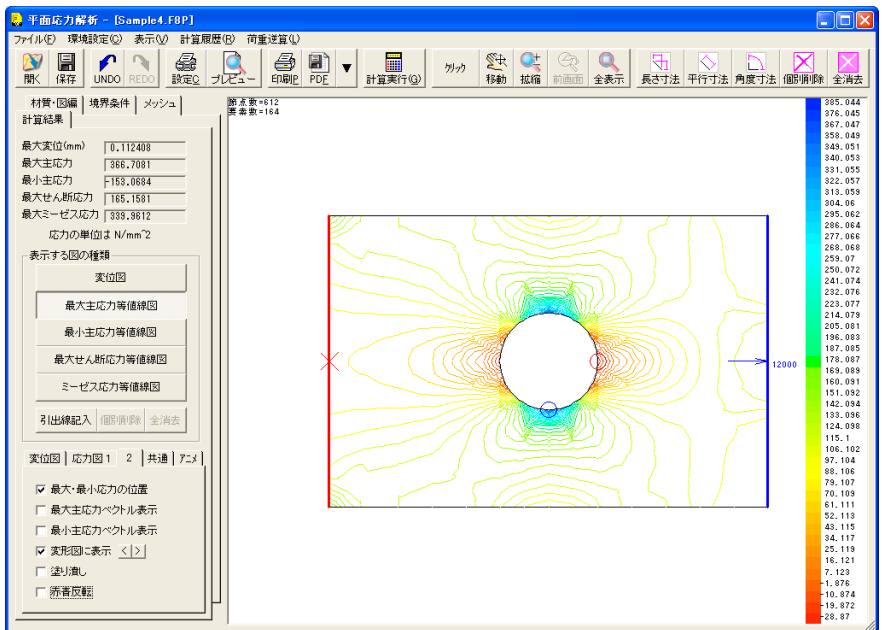 平面応力解析 - [Sample4.F8P]
ファイル(F) 環境設定(C) 表示(V) 計算履歴(R) 荷重逆算(L)
開く 保存 UNDO REDO 設定C プレビュー 印刷P PDF 計算実行(G) クリック 移動 拡縮 前画面 全表示 長さ寸法 平行寸法 角度寸法 個別削除 全消去
材質・図編 境界条件 メッシュ
計算結果
最大変位(mm) 0.112408
最大主応力 366.7081
最小主応力 -153.0684
最大せん断応力 165.1581
最大ミーゼス応力 339.9612
応力の単位は N/mm^2
表示する図の種類
変位図
最大主応力等値線図
最小主応力等値線図
最大せん断応力等値線図
ミーゼス応力等値線図
引出線記入 個別削除 全消去
変位図 応力図1 2 共通 アニメ
最大・最小応力の位置
最大主応力ベクトル表示
最小主応力ベクトル表示
変形図に表示 < >
塗り潰し
赤青反転
節点数=612
要素数=164
12000
385.044
376.045
367.047
358.049
349.051
340.053
331.055
322.057
313.059
304.06
295.062
286.064
277.066
268.068
259.07
250.072
241.074
232.076
223.077
214.079
205.081
196.083
187.085
178.087
169.089
160.091
151.092
142.094
133.096
124.098
115.1
106.102
97.104
88.106
79.107
70.109
61.111
52.113
43.115
34.117
25.119
16.121
7.123
-1.876
-10.874
-19.872
-28.87